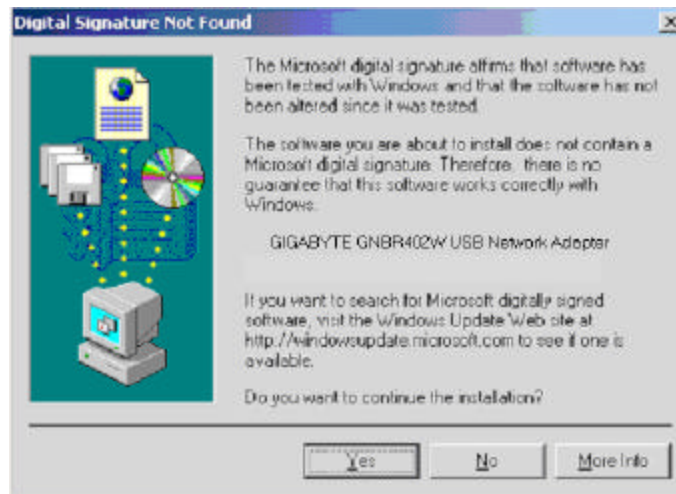 Digital Signature Not Found
The Microsoft digital signature affirms that software has
been tested with Windows and that the software has not
been altered since it was tested.
The software you are about to install does not contain a
Microsoft digital signature. Therefore, there is no
guarantee that this software works correctly with
Windows.
GIGABYTE GNBR402W USB Network Adapter
If you want to search for Microsoft digitally signed
software, visit the Windows Update Web site at
http://windowsupdate.microsoft.com to see if one is
available.
Do you want to continue the installation?
Yes
No
More Info